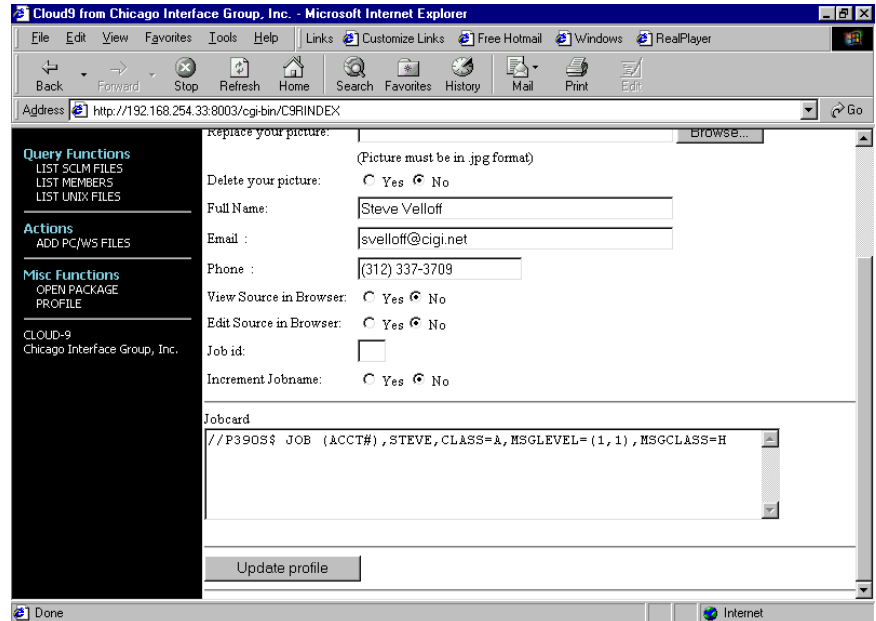 Cloud9 from Chicago Interface Group, Inc. - Microsoft Internet Explorer
File Edit View Favorites Tools Help Links Customize Links Free Hotmail Windows RealPlayer
Back Forward Stop Refresh Home Search Favorites History Mail Print Edit
Address http://192.168.254.33:8003/cgi-bin/C9RINDEX Go
Query Functions
LIST SCLM FILES
LIST MEMBERS
LIST UNIX FILES
Actions
ADD PC/WS FILES
Misc Functions
OPEN PACKAGE
PROFILE
CLOUD-9
Chicago Interface Group, Inc.
Replace your picture: Browse...
(Picture must be in .jpg format)
Delete your picture: Yes No
Full Name: Steve Velloff
Email : svelloff@cigi.net
Phone : (312) 337-3709
View Source in Browser: Yes No
Edit Source in Browser: Yes No
Job id:
Increment Jobname: Yes No
Jobcard
//P390S$ JOB (ACCT#),STEVE,CLASS=A,MSGLEVEL=(1,1),MSGCLASS=H
Update profile
Done Internet